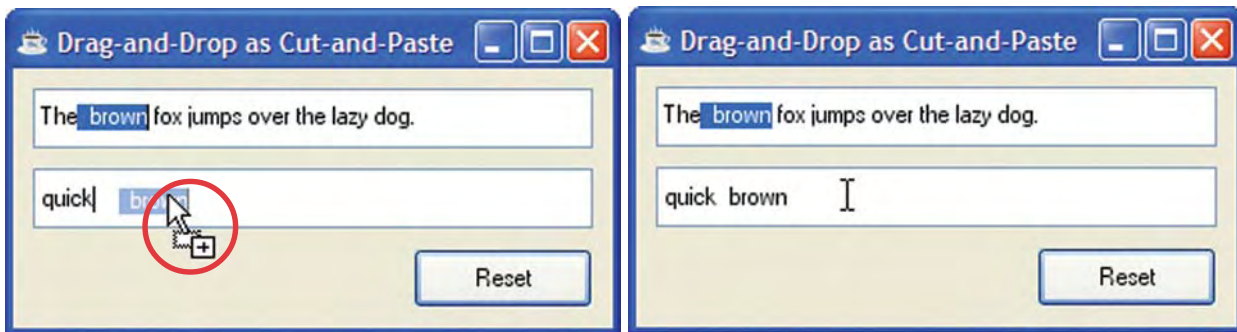 Drag-and-Drop as Cut-and-Paste
The brown fox jumps over the lazy dog.
quick brown
Reset
Drag-and-Drop as Cut-and-Paste
The brown fox jumps over the lazy dog.
quick brown
Reset